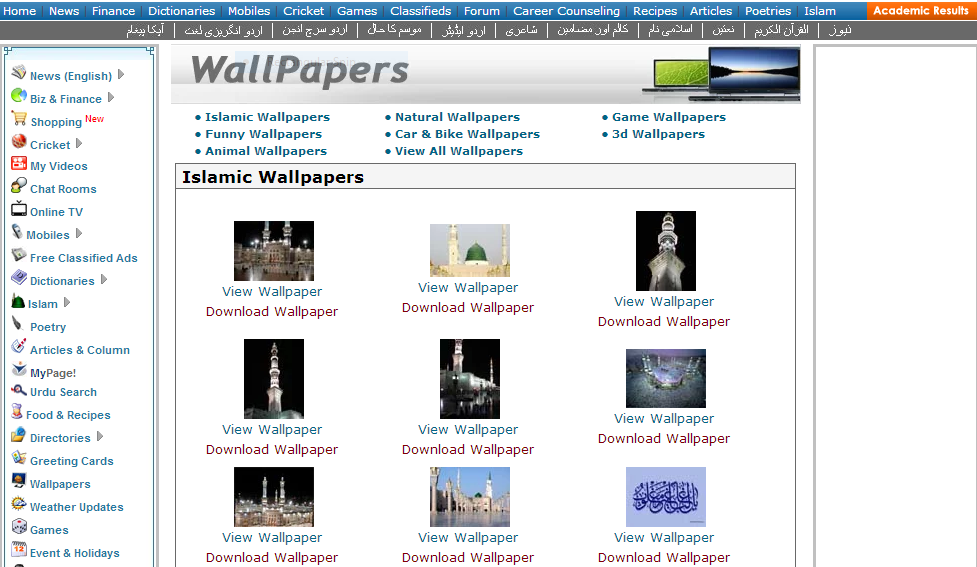 Home News Finance Dictionaries Mobiles Cricket Games Classifieds Forum Career Counseling Recipes Articles Poetries Islam Academic Results
نیوز | القرآن الكريم | نعتیں | اسلامی نام | کالم اور مضامین | شاعری | اردو ایڈیٹر | موسم کا حال | اردو سرچ انجن | اردو انگریزی لغت | آپکا پیغام
WallPapers
• Islamic Wallpapers • Natural Wallpapers • Game Wallpapers
• Funny Wallpapers • Car & Bike Wallpapers • 3d Wallpapers
• Animal Wallpapers • View All Wallpapers
News (English)
Biz & Finance
Shopping New
Cricket
My Videos
Chat Rooms
Online TV
Mobiles
Free Classified Ads
Dictionaries
Islam
Poetry
Articles & Column
MyPage!
Urdu Search
Food & Recipes
Directories
Greeting Cards
Wallpapers
Weather Updates
Games
12 Event & Holidays
Islamic Wallpapers
View Wallpaper View Wallpaper View Wallpaper
Download Wallpaper Download Wallpaper Download Wallpaper
View Wallpaper View Wallpaper View Wallpaper
Download Wallpaper Download Wallpaper Download Wallpaper
View Wallpaper View Wallpaper View Wallpaper
Download Wallpaper Download Wallpaper Download Wallpaper